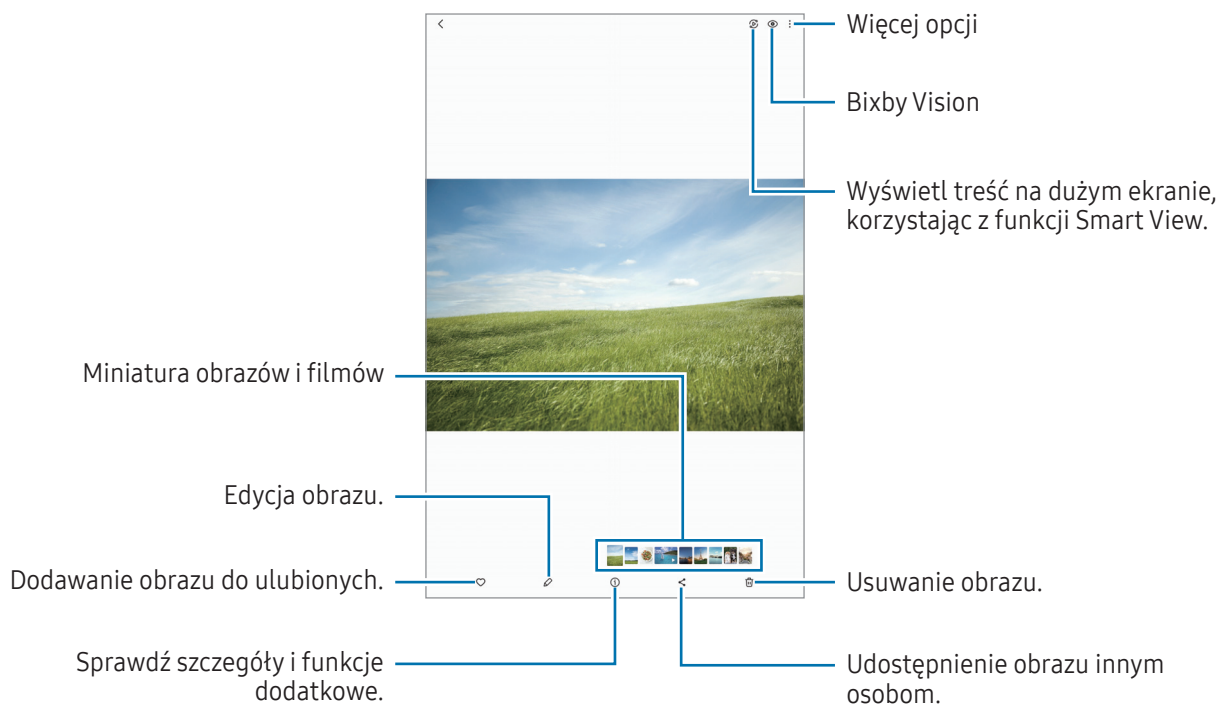 Więcej opcji
Bixby Vision
Wyświetl treść na dużym ekranie,
korzystając z funkcji Smart View.
Miniatura obrazów i filmów
Edycja obrazu.
Dodawanie obrazu do ulubionych.
Usuwanie obrazu.
Sprawdź szczegóły i funkcje
dodatkowe.
Udostępnienie obrazu innym
osobom.